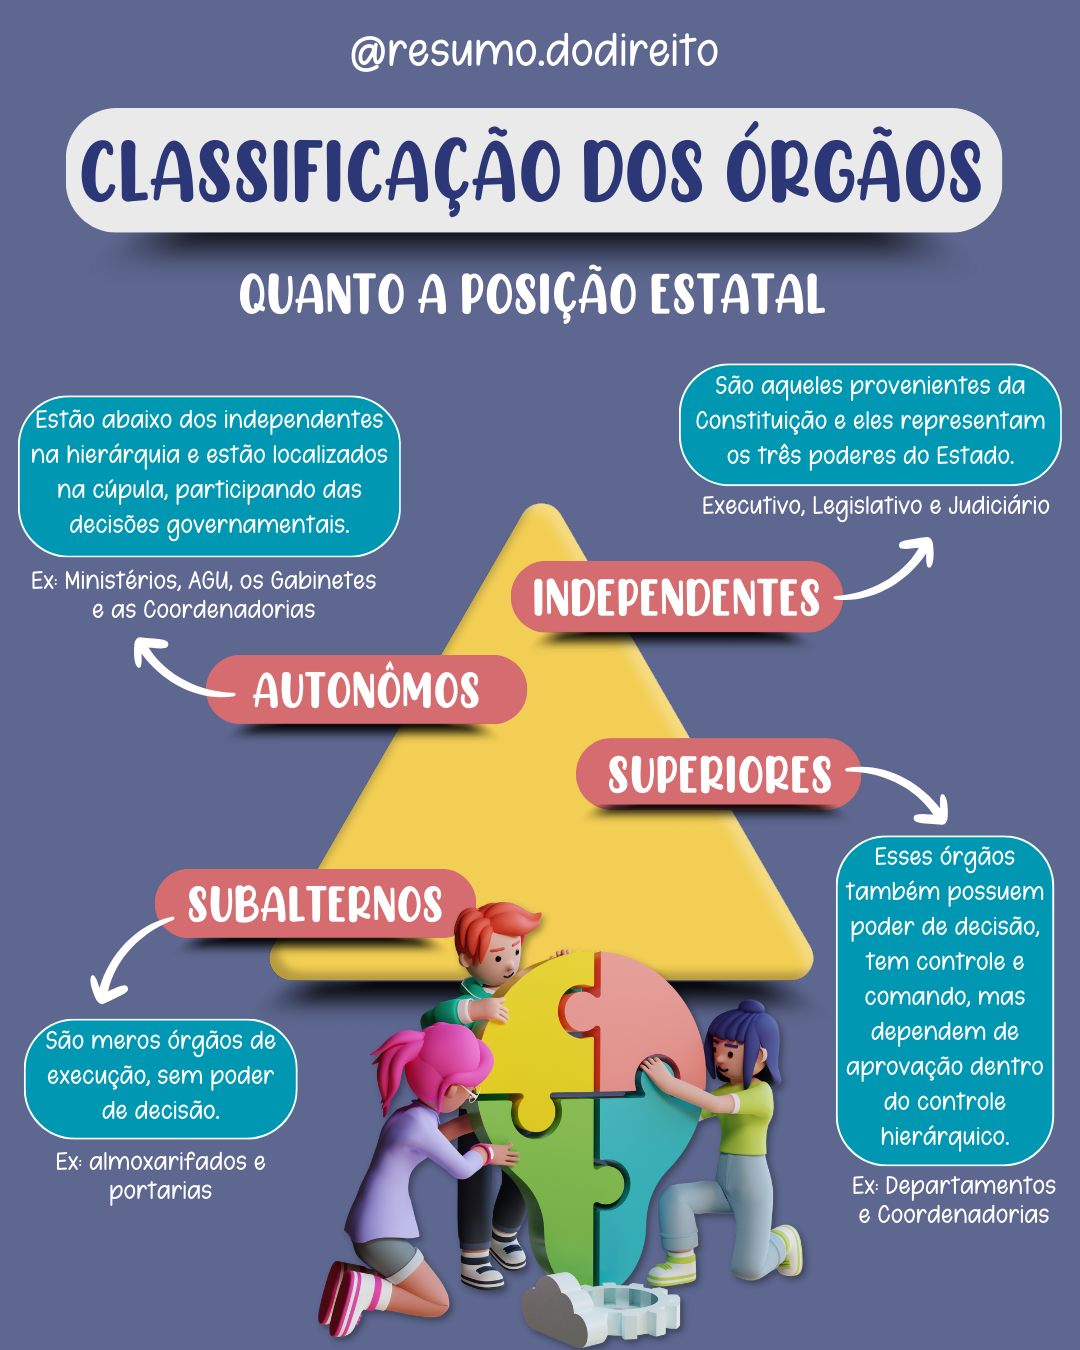 @resumo.dodireito
CLASSIFICAÇÃO DOS ÓRGÃOS
QUANTO A POSIÇÃO ESTATAL
São aqueles provenientes da
Constituição e eles representam
os três poderes do Estado.
Executivo, Legislativo e Judiciário
INDEPENDENTES
Estão abaixo dos independentes
na hierárquia e estão localizados
na cúpula, participando das
decisões governamentais.
Ex: Ministérios, AGU, os Gabinetes
e as Coordenadorias
AUTONÔMOS
SUPERIORES
Esses órgãos
também possuem
poder de decisão,
tem controle e
comando, mas
dependem de
aprovação dentro
do controle
hierárquico.
Ex: Departamentos
e Coordenadorias
SUBALTERNOS
São meros órgãos de
execução, sem poder
de decisão.
Ex: almoxarifados e
portarias